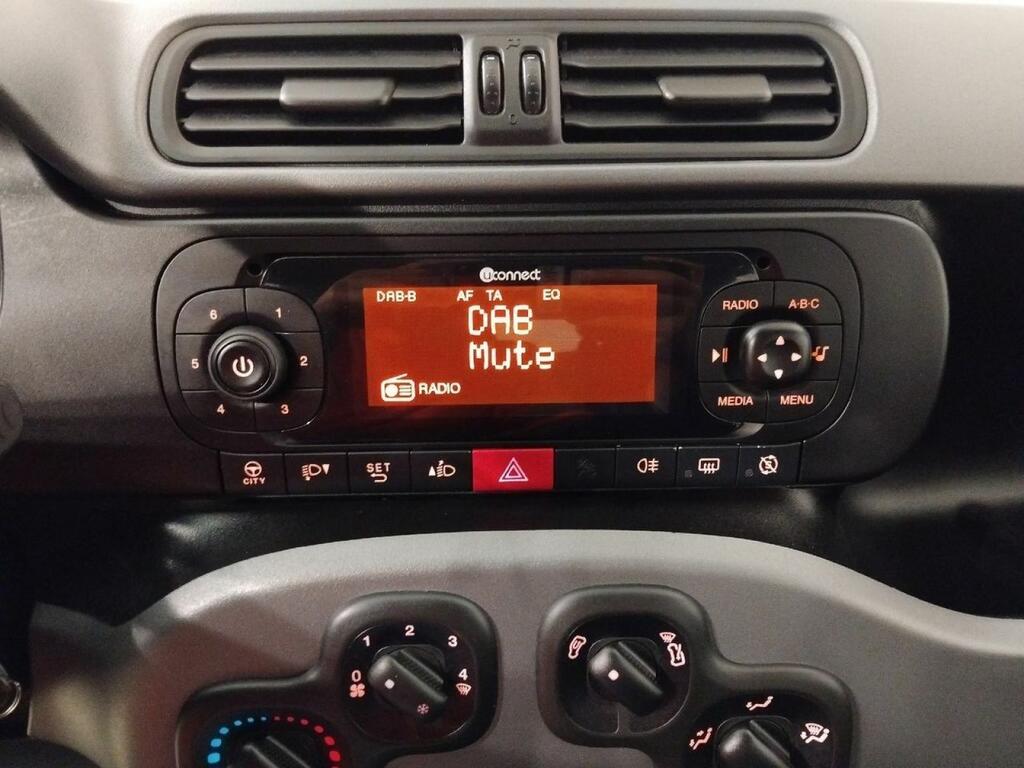 uconnect
DAB-B AF TA EQ
DAB
Mute
RADIO
6 1
5 2
4 3
RADIO A·B·C
MEDIA MENU
CITY
SET
0 1 2 3 4